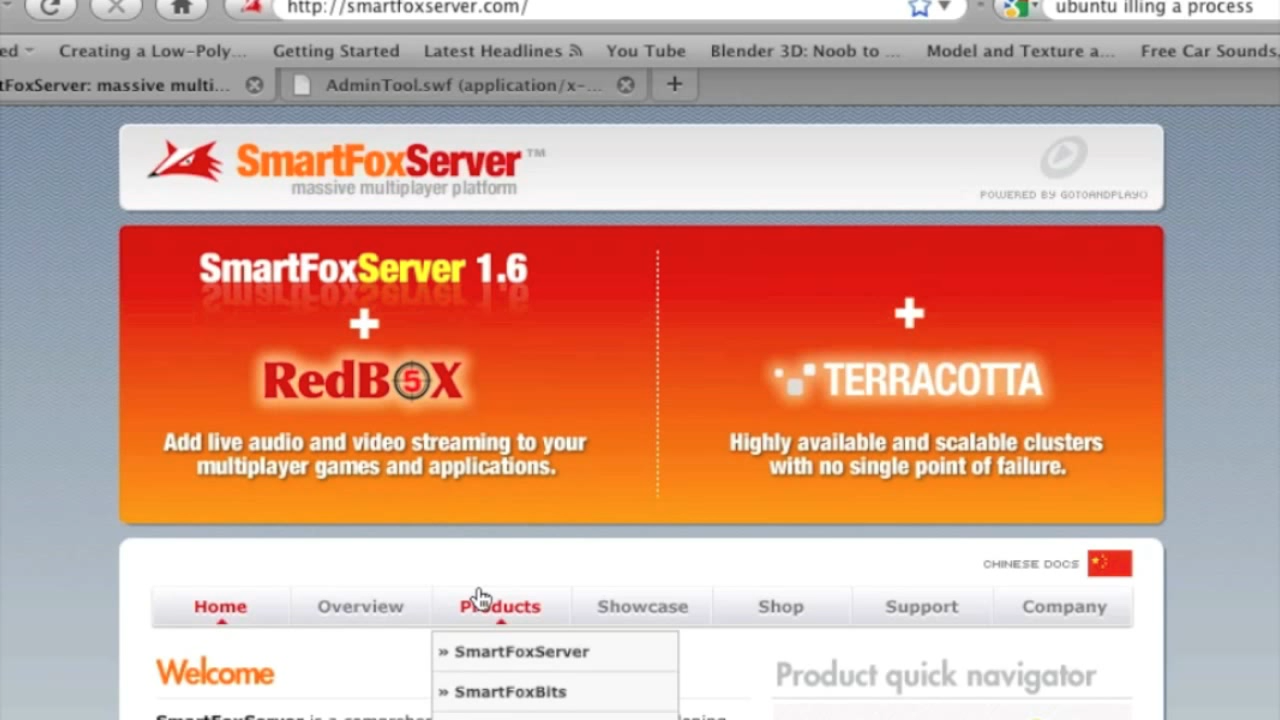 http://smartfoxserver.com/
ubuntu illing a process
ed
Creating a Low-Poly...
Getting Started
Latest Headlines
You Tube
Blender 3D: Noob to ...
Model and Texture a...
Free Car Sounds,
tFoxServer: massive multi...
AdminTool.swf (application/x-...
SmartFoxServer™
massive multiplayer platform
POWERED BY GOTOANDPLAY()
SmartFoxServer 1.6
+
RedB5X
Add live audio and video streaming to your
multiplayer games and applications.
+
TERRACOTTA
Highly available and scalable clusters
with no single point of failure.
CHINESE DOCS
Home
Overview
Products
Showcase
Shop
Support
Company
» SmartFoxServer
» SmartFoxBits
Welcome
Product quick navigator
SmartFoxServer is a